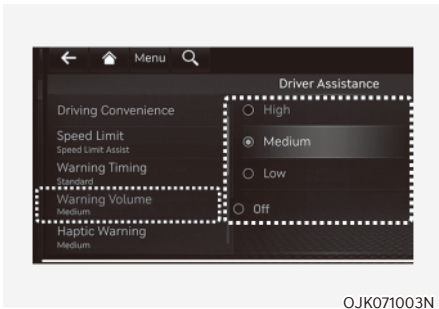 Menu
Driver Assistance
Driving Convenience
Speed Limit
Speed Limit Assist
Warning Timing
Standard
Warning Volume
Medium
Haptic Warning
Medium
High
Medium
Low
Off
OJK071003N